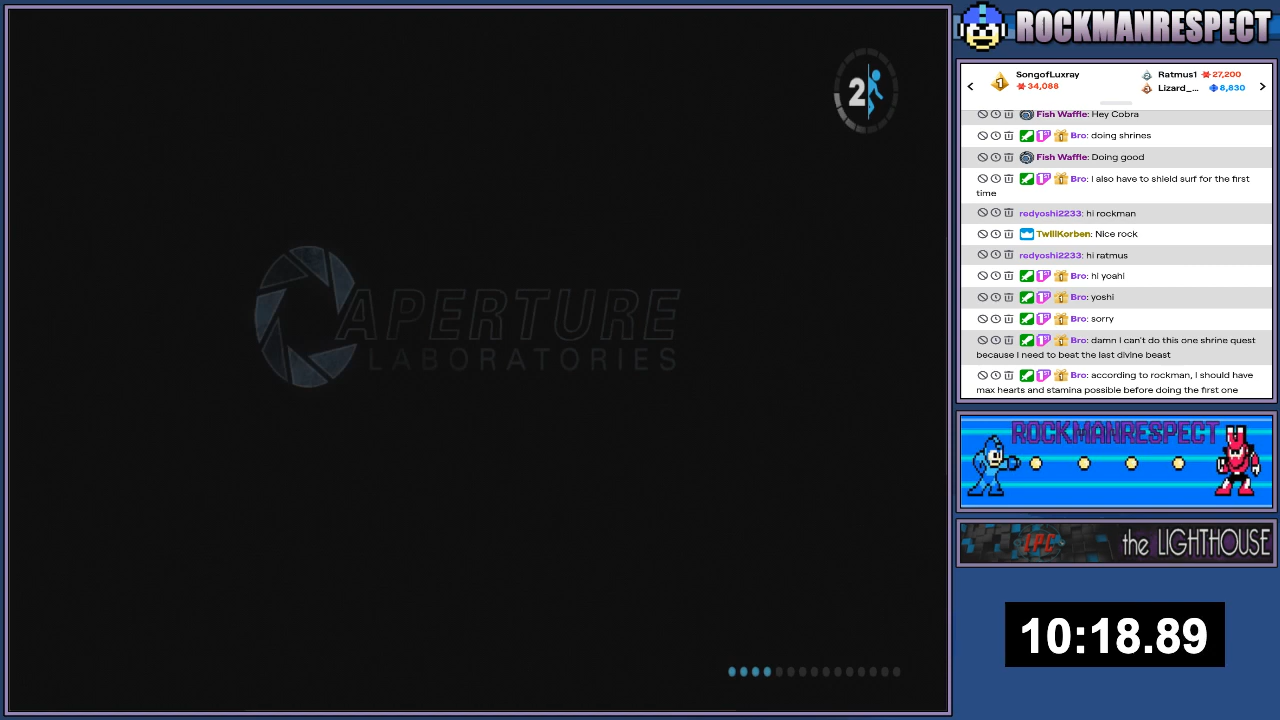 2
APERTURE
LABORATORIES
ROCKMANRESPECT
SongofLuxray
34,088
Ratmus1 27,200
Lizard_... 8,830
Fish Waffle: Hey Cobra
Bro: doing shrines
Fish Waffle: Doing good
Bro: I also have to shield surf for the first
time
redyoshi2233: hi rockman
TwiliKorben: Nice rock
redyoshi2233: hi ratmus
Bro: hi yoahi
Bro: yoshi
Bro: sorry
Bro: damn I can't do this one shrine quest
because I need to beat the last divine beast
Bro: according to rockman, I should have
max hearts and stamina possible before doing the first one
ROCKMANRESPECT
LPC the LIGHTHOUSE
10:18.89